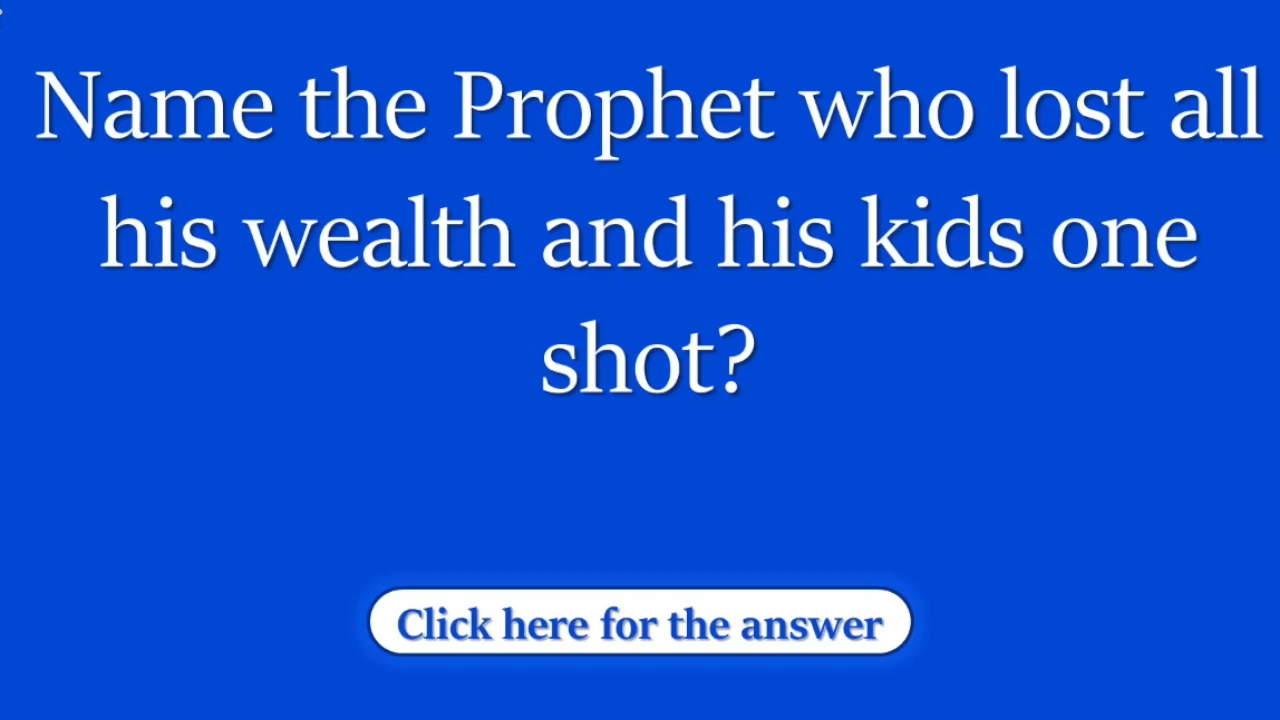 Name the Prophet who lost all
his wealth and his kids one
shot?
Click here for the answer